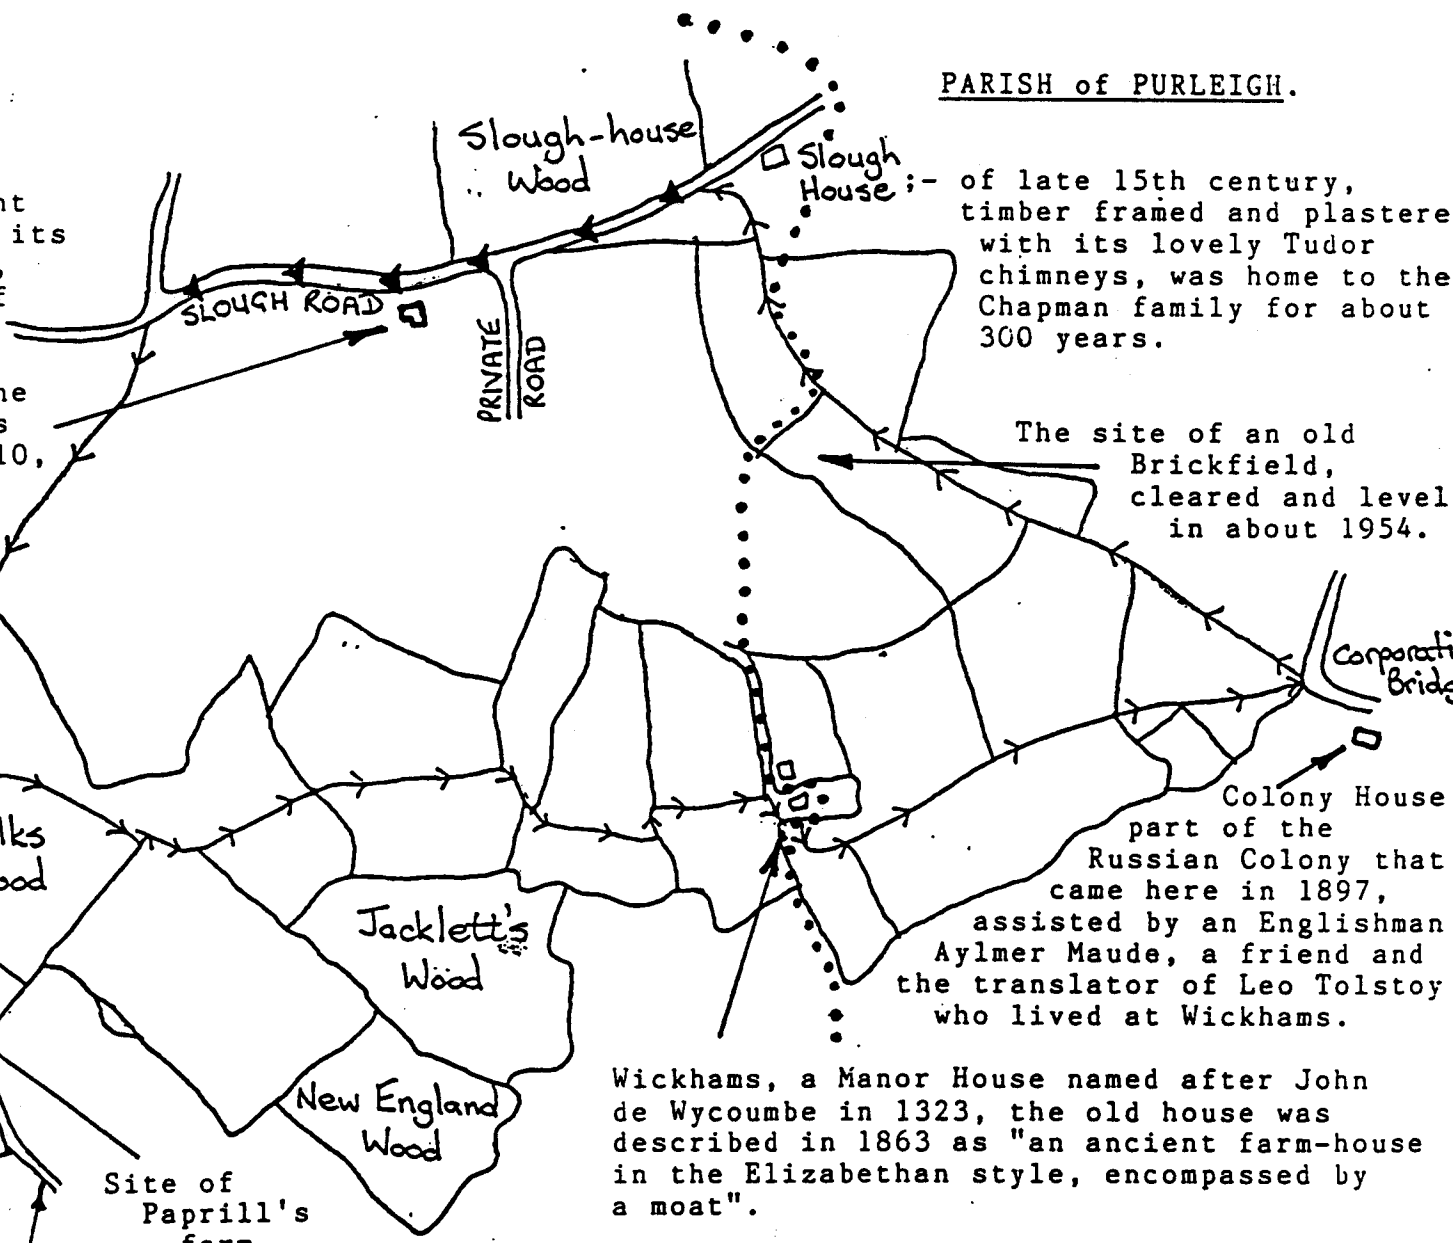 PARISH of PURLEIGH.
Slough-house
Wood
Slough
House
;- of late 15th century,
timber framed and plastere
with its lovely Tudor
chimneys, was home to the
Chapman family for about
300 years.
its
SLOUGH ROAD
PRIVATE
ROAD
10,
The site of an old
Brickfield,
cleared and level
in about 1954.
Corporati
Bridg
Colony House
part of the
Russian Colony that
came here in 1897,
assisted by an Englishman
Aylmer Maude, a friend and
the translator of Leo Tolstoy
who lived at Wickhams.
lks
ood
Jacklett's
Wood
New England
Wood
Wickhams, a Manor House named after John
de Wycoumbe in 1323, the old house was
described in 1863 as "an ancient farm-house
in the Elizabethan style, encompassed by
a moat".
Site of
Paprill's
farm